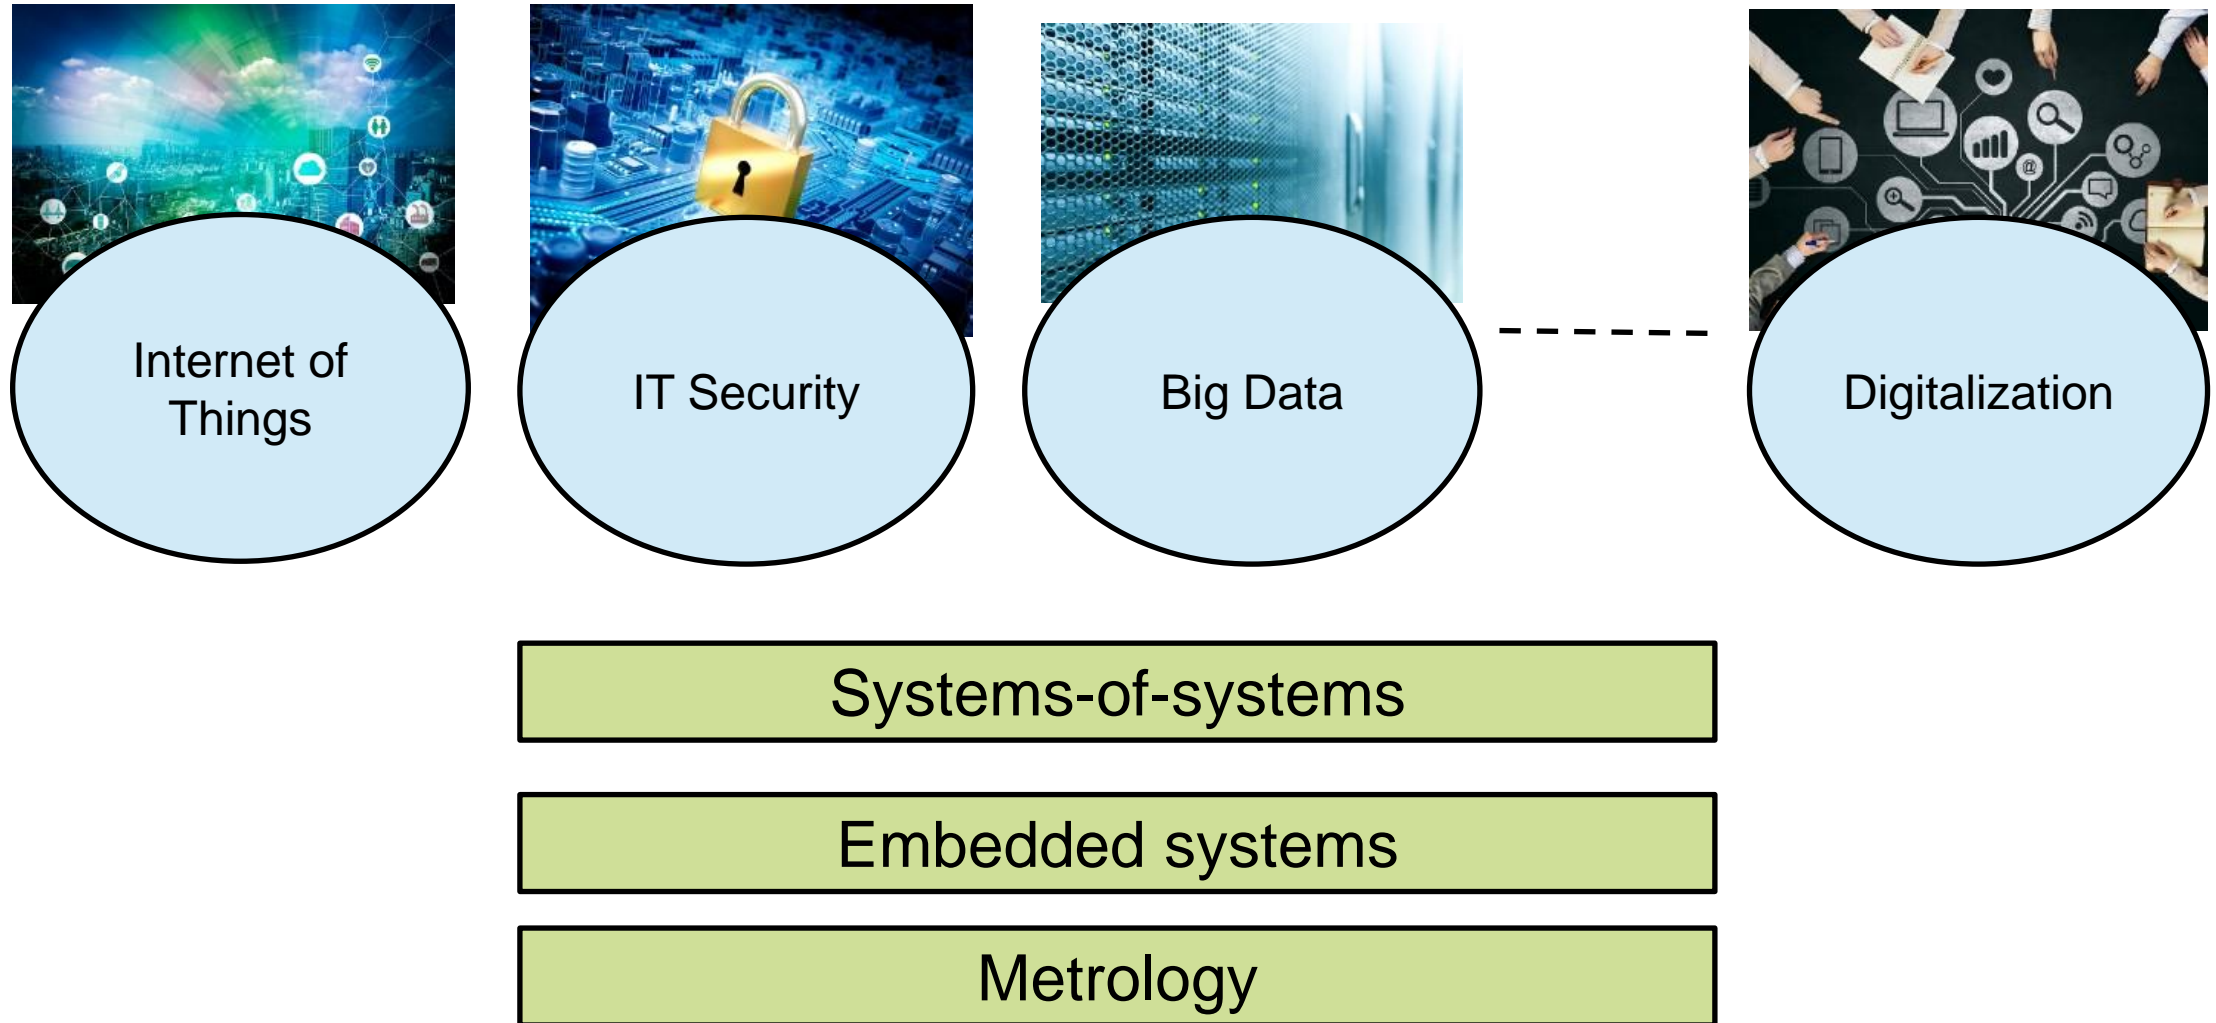 Internet of
Things
IT Security
Big Data
Digitalization
@
Systems-of-systems
Embedded systems
Metrology